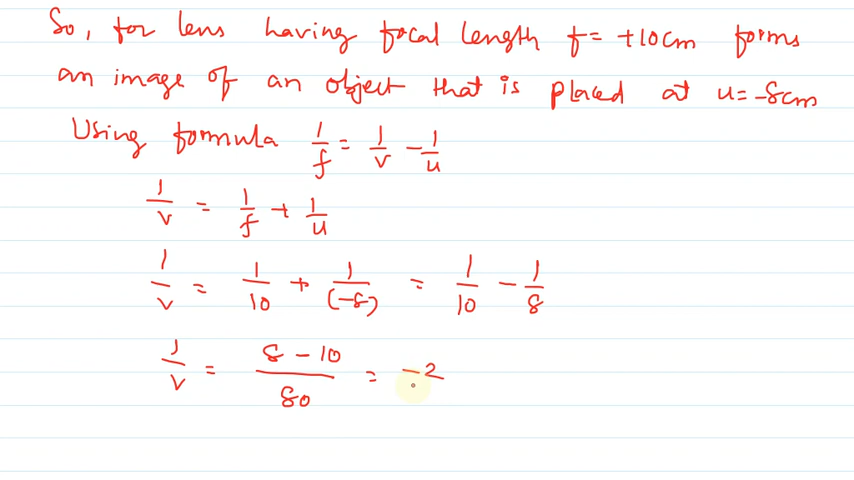 So, for lens having focal length f = +10cm forms
an image of an object that is placed at u = -8cm
Using formula 1/f = 1/v - 1/u
1/v = 1/f + 1/u
1/v = 1/10 + 1/(-8) = 1/10 - 1/8
1/v = 8 - 10/80 = -2/